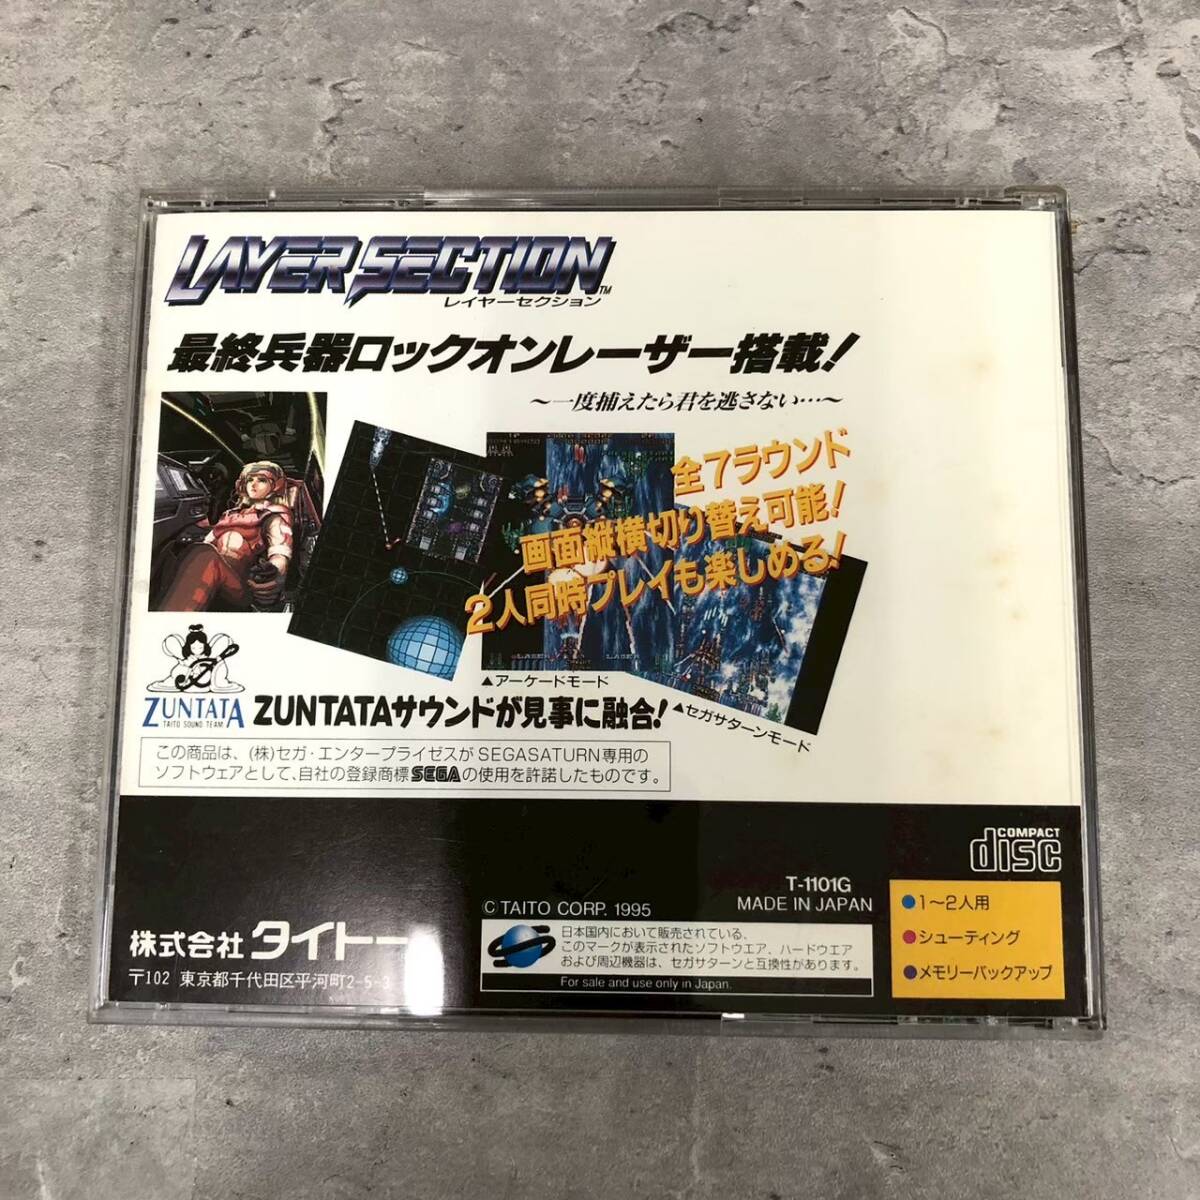 LAYER SECTION TM
レイヤーセクション
最終兵器ロックオンレーザー搭載!
～一度捕えたら君を逃さない…～
全7ラウンド
画面縦横切り替え可能!
2人同時プレイも楽しめる!
▲アーケードモード
▲セガサターンモード
ZUNTATA
TAITO SOUND TEAM
ZUNTATAサウンドが見事に融合!
この商品は、(株)セガ・エンタープライゼスがSEGASATURN専用の
ソフトウェアとして、自社の登録商標SEGAの使用を許諾したものです。
COMPACT
disc
T-1101G
MADE IN JAPAN
© TAITO CORP. 1995
株式会社 タイトー
〒102 東京都千代田区平河町2-5-3
日本国内において販売されている、
このマークが表示されたソフトウエア、ハードウエア
および周辺機器は、セガサターンと互換性があります。
For sale and use only in Japan.
●1～2人用
●シューティング
●メモリーバックアップ